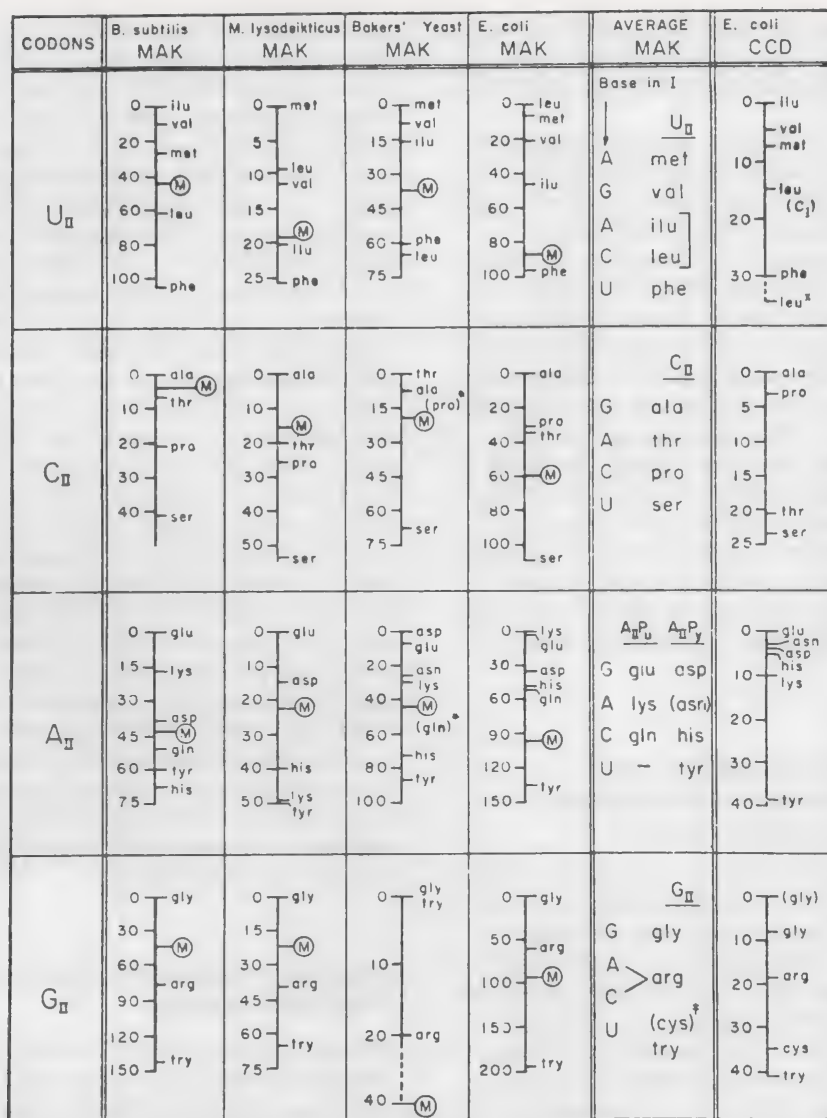 CODONS
B. subtilis MAK
M. lysodeikticus MAK
Bakers' Yeast MAK
E. coli MAK
AVERAGE MAK
E. coli CCD
U II
0 ilu
val
20
met
40 M
60 leu
80
100 phe
0 met
5
leu
10 val
15
M
20 ilu
25 phe
0 met
val
15 ilu
30
M
45
60 phe
leu
75
0 leu
met
20 val
40
ilu
60
80
M
100 phe
Base in I
U II
A met
G val
A ilu
C leu
U phe
0 ilu
val
met
10
leu
(C I)
20
30 phe
leu*
C II
0 ala
M
10 thr
20 pro
30
40 ser
0 ala
10
M
20 thr
pro
30
40
50 ser
0 thr
ala
(pro)*
15
M
30
45
60
ser
75
0 ala
20
pro
40 thr
60 M
80
100
ser
C II
G ala
A thr
C pro
U ser
0 ala
pro
5
10
15
20 thr
ser
25
A II
0 glu
15 lys
30
asp
45 M
gln
60 tyr
his
75
0 glu
10
asp
20
M
30
40 his
50 lys
tyr
0 asp
glu
20
asn
lys
40 M
(gln)*
60
his
80
tyr
100
0 lys
glu
30
asp
his
60 gln
90
M
120
tyr
150
A II Pu A II Py
G glu asp
A lys (asn)
C gln his
U – tyr
0 glu
asn
asp
his
10 lys
20
30
40 tyr
G II
0 gly
30
M
60
arg
90
120
try
150
0 gly
15
M
30
arg
45
60
try
75
0 gly
try
10
20 arg
40 M
0 gly
50
arg
100 M
150
200 try
G II
G gly
A
C
arg
U (cys)‡
try
0 (gly)
gly
10
20 arg
30
cys
40
try